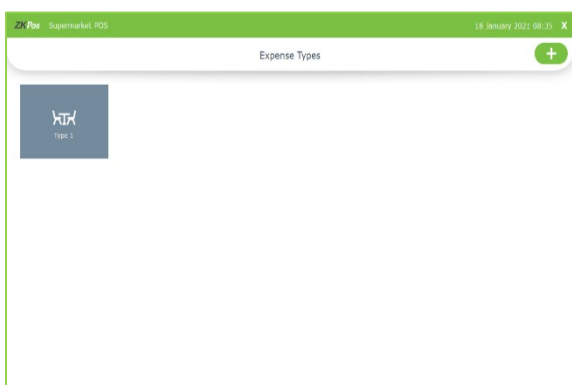 ZKPos Supermarket POS 18 January 2021 08:35 X
Expense Types
+
Type 1